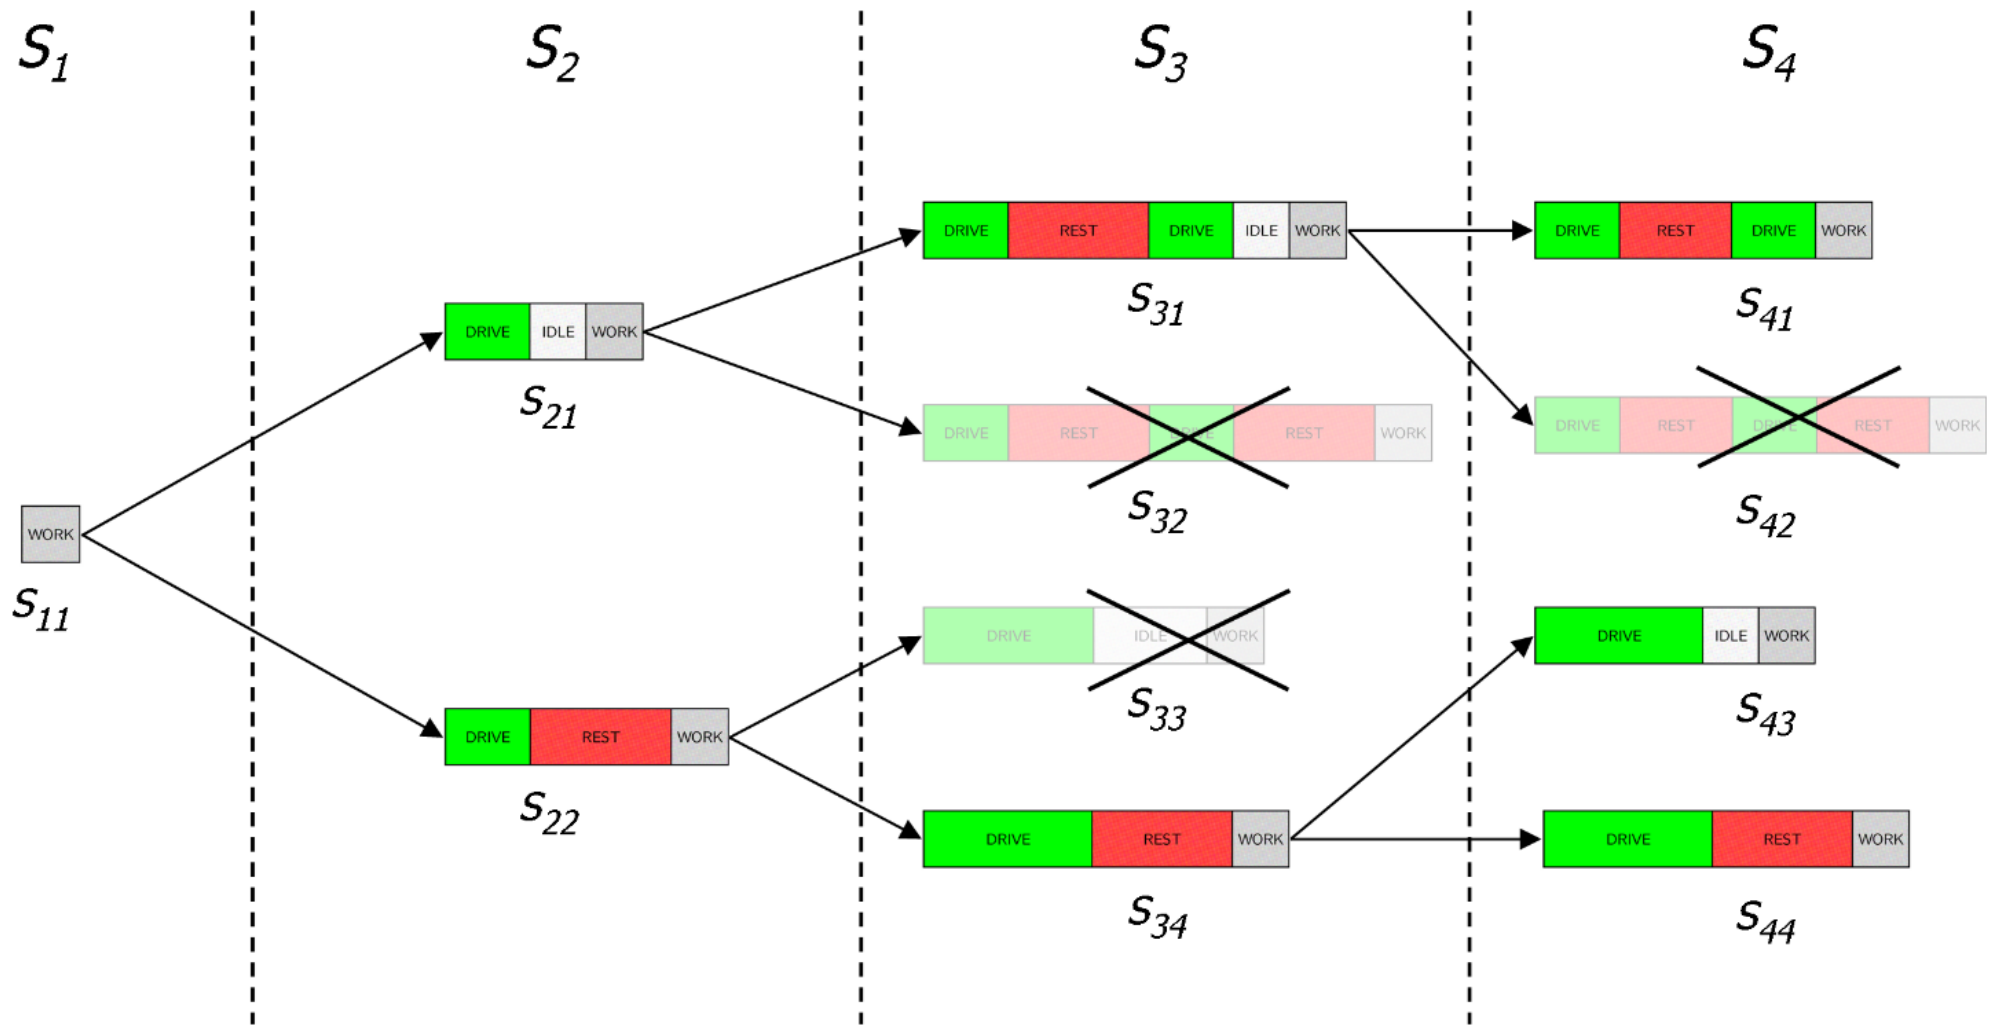 S1 S2 S3 S4
DRIVE REST DRIVE IDLE WORK
S31
DRIVE REST DRIVE WORK
S41
DRIVE IDLE WORK
S21
DRIVE REST DRIVE REST WORK
S32
DRIVE REST DRIVE REST WORK
S42
WORK
S11
DRIVE IDLE WORK
S33
DRIVE IDLE WORK
S43
DRIVE REST WORK
S22
DRIVE REST WORK
S34
DRIVE REST WORK
S44